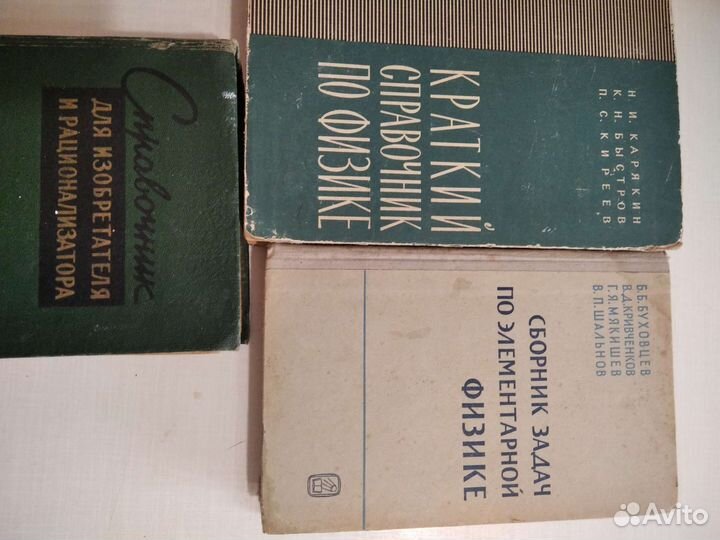 Справочник
ДЛЯ ИЗОБРЕТАТЕЛЯ
И РАЦИОНАЛИЗАТОРА
Н. И. КАРЯКИН
К. Н. БЫСТРОВ
П. С. КИРЕЕВ
КРАТКИЙ
СПРАВОЧНИК
ПО ФИЗИКЕ
Б.Б.БУХОВЦЕВ
В.Д.КРИВЧЕНКОВ
Г.Я.МЯКИШЕВ
В.П.ШАЛЬНОВ
СБОРНИК ЗАДАЧ
ПО ЭЛЕМЕНТАРНОЙ
ФИЗИКЕ
Avito